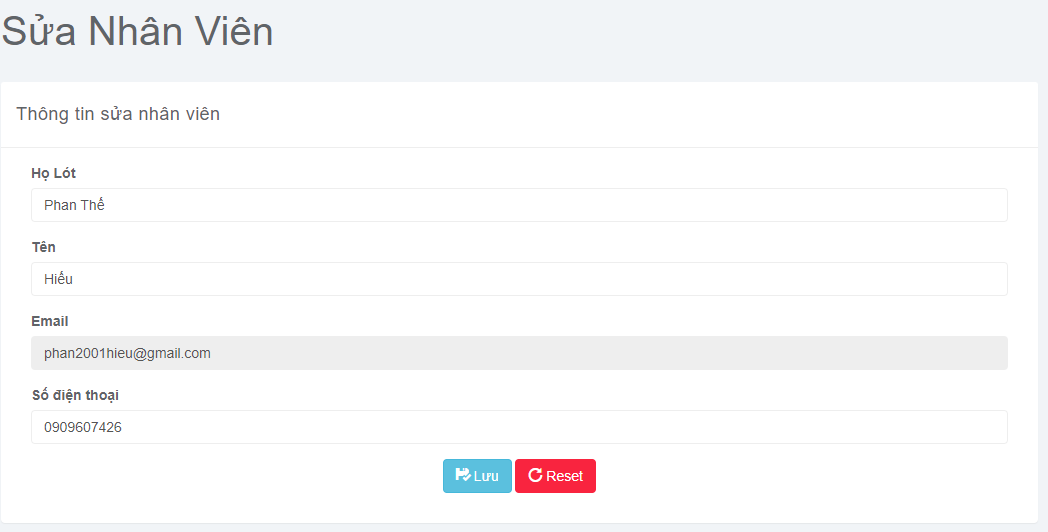 Sửa Nhân Viên
Thông tin sửa nhân viên
Họ Lót
Phan Thế
Tên
Hiếu
Email
phan2001hieu@gmail.com
Số điện thoại
0909607426
Lưu Reset